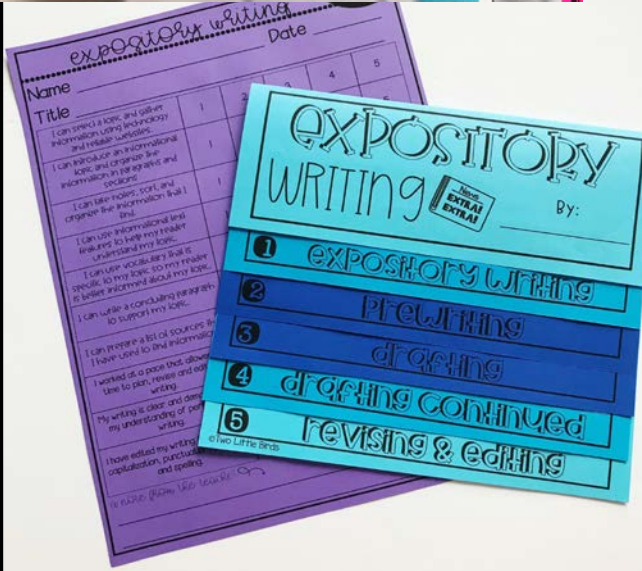 expository writing
Name
Date
Title
1 2 3 4 5
I can select a topic and gather
information using technology
and reliable websites.
1
5
I can introduce an informational
topic and organize the
information in paragraphs and
sections.
1
I can take notes, sort, and
organize the information that I
find.
1
I can use informational text
features to help my reader
understand my topic.
I can use vocabulary that is
specific to my topic so my reader
is better informed about my topic.
I can write a concluding paragraph
to support my topic.
I can prepare a list of sources
I have used to find information
I worked at a pace that allowed
time to plan, revise and
writing.
My writing is clear and
my understanding of
writing.
I have edited my writing
capitalization,
and spelling.
a note from the teacher
EXPOSITORY
WRITING
News
EXTRA!
EXTRA!
By:
1 expository writing
2 prewriting
3 drafting
4 drafting continued
5 revising & editing
©Two Little Birds